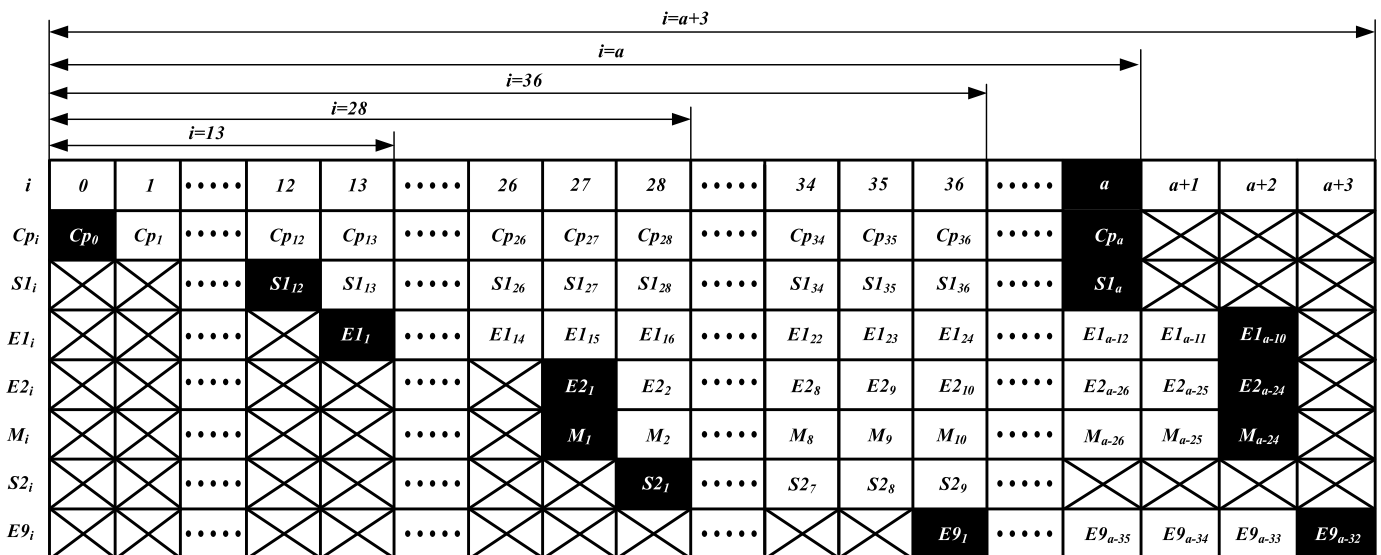 i=a+3
i=a
i=36
i=28
i=13
i 0 1 ••••• 12 13 ••••• 26 27 28 ••••• 34 35 36 ••••• a a+1 a+2 a+3
Cpi Cp0 Cp1 ••••• Cp12 Cp13 ••••• Cp26 Cp27 Cp28 ••••• Cp34 Cp35 Cp36 ••••• Cpa
S1i ••••• S112 S113 ••••• S126 S127 S128 ••••• S134 S135 S136 ••••• S1a
E1i ••••• E11 ••••• E114 E115 E116 ••••• E122 E123 E124 ••••• E1a-12 E1a-11 E1a-10
E2i ••••• ••••• E21 E22 ••••• E28 E29 E210 ••••• E2a-26 E2a-25 E2a-24
Mi ••••• ••••• M1 M2 ••••• M8 M9 M10 ••••• Ma-26 Ma-25 Ma-24
S2i ••••• ••••• S21 ••••• S27 S28 S29 •••••
E9i ••••• ••••• ••••• E91 ••••• E9a-35 E9a-34 E9a-33 E9a-32